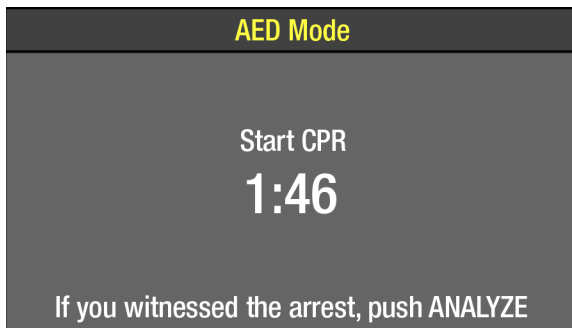 AED Mode
Start CPR
1:46
If you witnessed the arrest, push ANALYZE